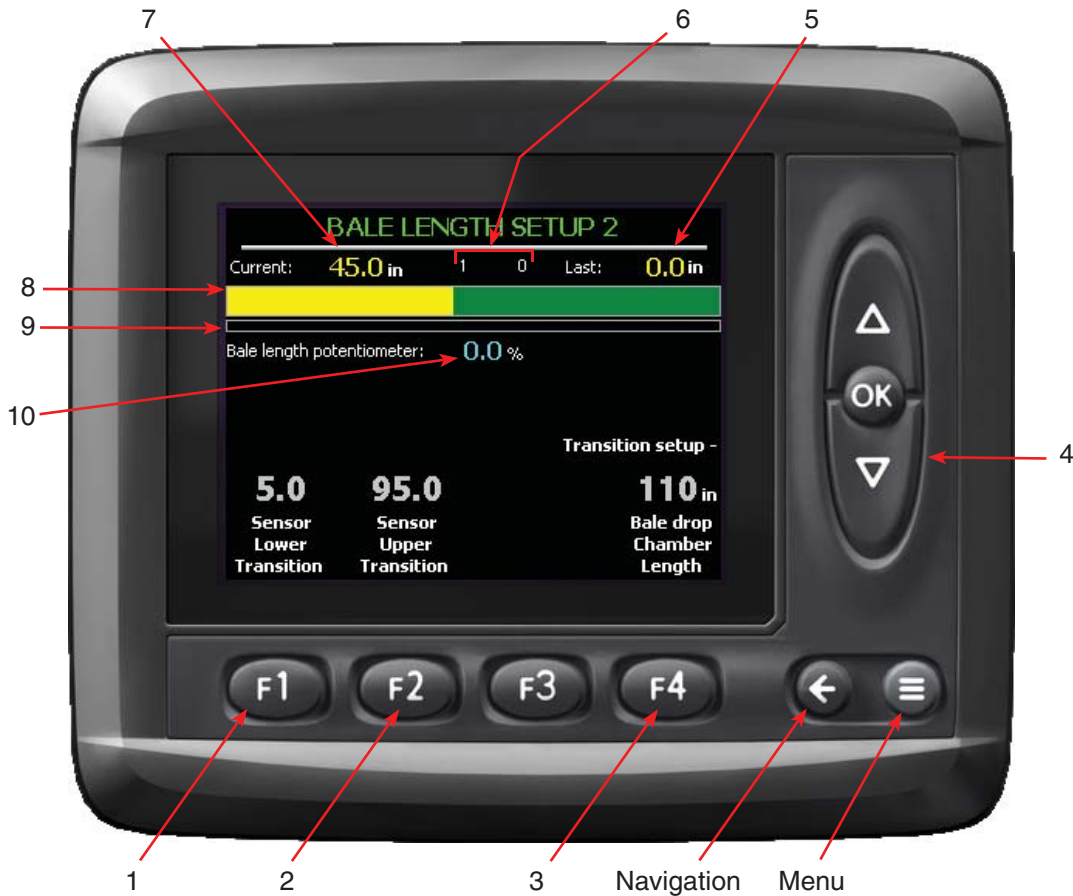 7 6 5
BALE LENGTH SETUP 2
Current: 45.0 in 1 0 Last: 0.0 in
8
9
Bale length potentiometer: 0.0 %
10
OK
4
Transition setup -
5.0 95.0 110 in
Sensor Sensor Bale drop
Lower Upper Chamber
Transition Transition Length
F1 F2 F3 F4
1 2 3 Navigation Menu